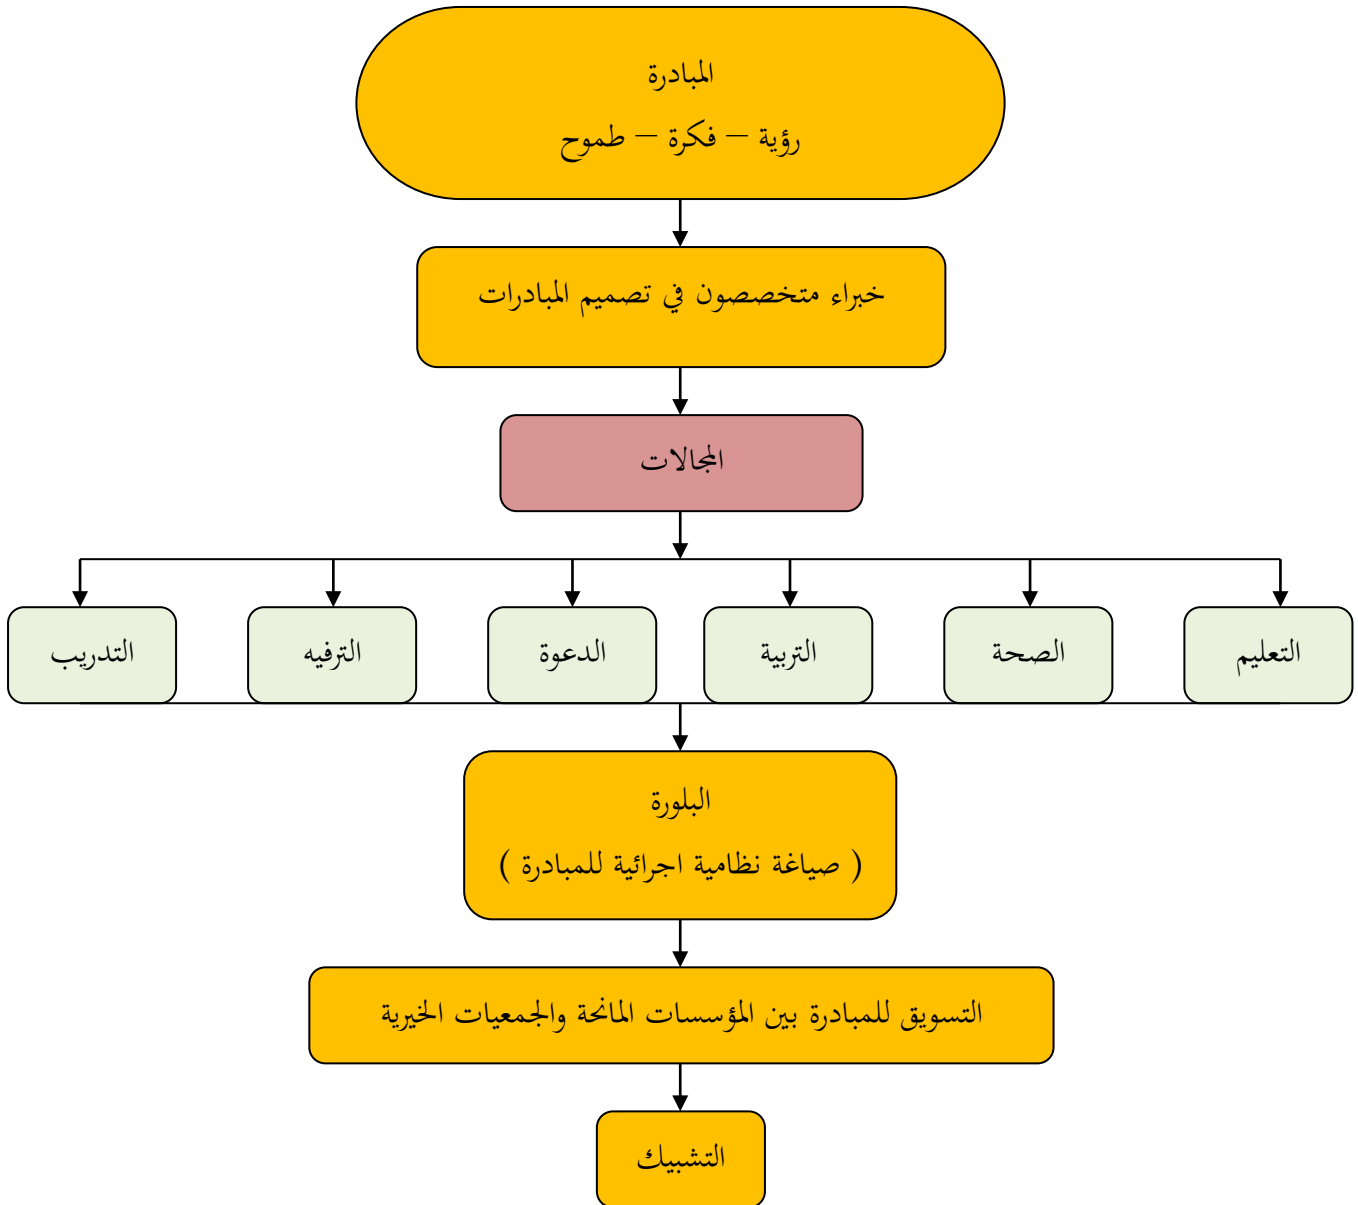 المبادرة
رؤية – فكرة – طموح
خبراء متخصصون في تصميم المبادرات
المجالات
التعليم
الصحة
التربية
الدعوة
الترفيه
التدريب
البلورة
( صياغة نظامية اجرائية للمبادرة )
التسويق للمبادرة بين المؤسسات المانحة والجمعيات الخيرية
التشبيك